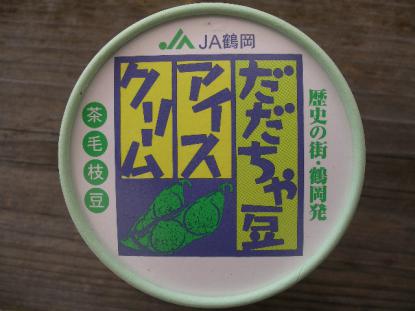 JA鶴岡
歴史の街・鶴岡発
だだちゃ豆
アイス
クリーム
茶毛枝豆